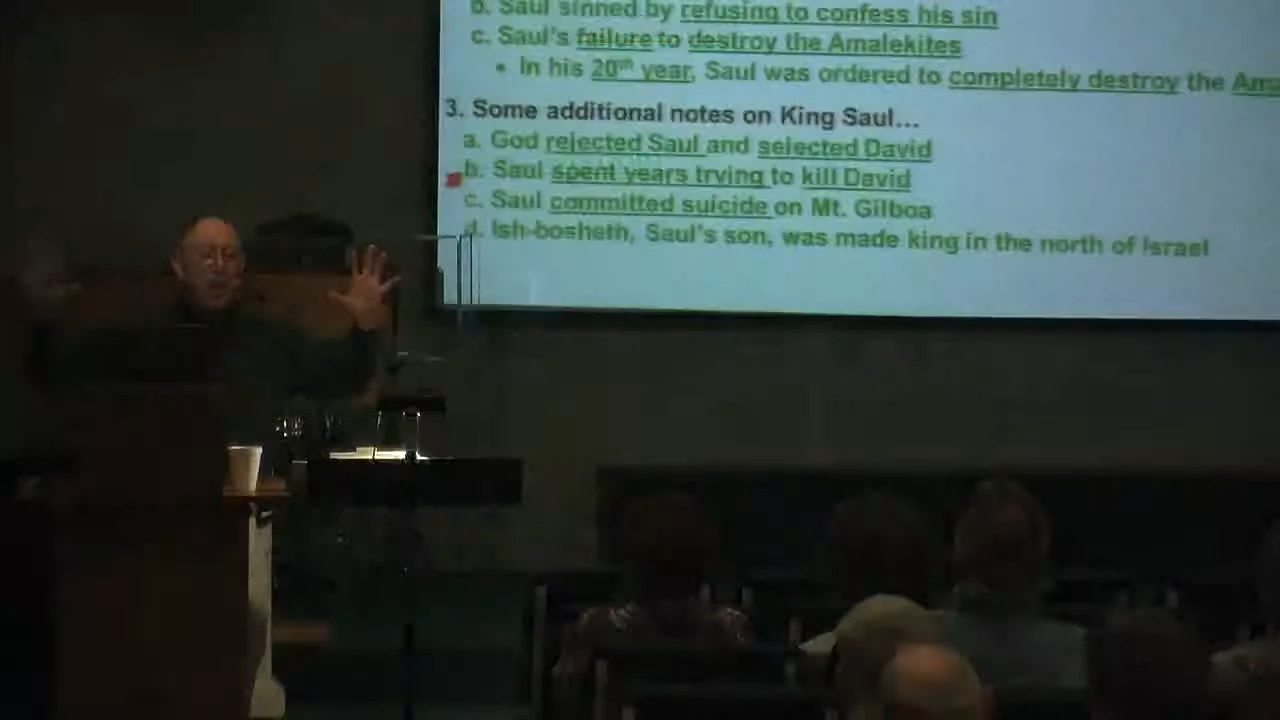 b. Saul sinned by refusing to confess his sin
c. Saul's failure to destroy the Amalekites
• In his 20th year, Saul was ordered to completely destroy the
3. Some additional notes on King Saul...
a. God rejected Saul and selected David
b. Saul spent years trying to kill David
c. Saul committed suicide on Mt. Gilboa
d. Ish-bosheth, Saul's son, was made king in the north of Israel